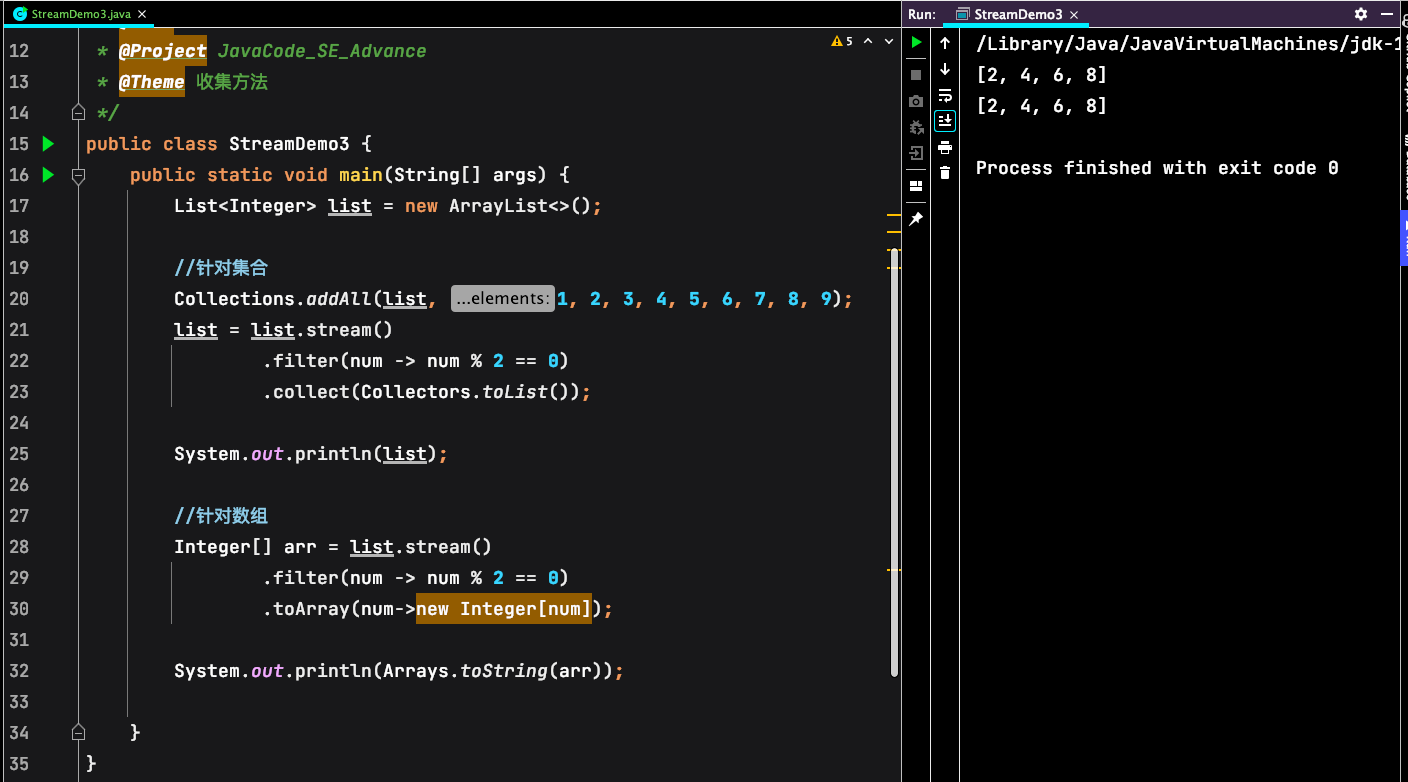 StreamDemo3.java ×
12 * @Project JavaCode_SE_Advance
13 * @Theme 收集方法
14 */
15 public class StreamDemo3 {
16 public static void main(String[] args) {
17 List<Integer> list = new ArrayList<>();
18
19 //针对集合
20 Collections.addAll(list, ...elements: 1, 2, 3, 4, 5, 6, 7, 8, 9);
21 list = list.stream()
22 .filter(num -> num % 2 == 0)
23 .collect(Collectors.toList());
24
25 System.out.println(list);
26
27 //针对数组
28 Integer[] arr = list.stream()
29 .filter(num -> num % 2 == 0)
30 .toArray(num->new Integer[num]);
31
32 System.out.println(Arrays.toString(arr));
33
34 }
35 }
5
Run: StreamDemo3 ×
/Library/Java/JavaVirtualMachines/jdk-1
[2, 4, 6, 8]
[2, 4, 6, 8]
Process finished with exit code 0